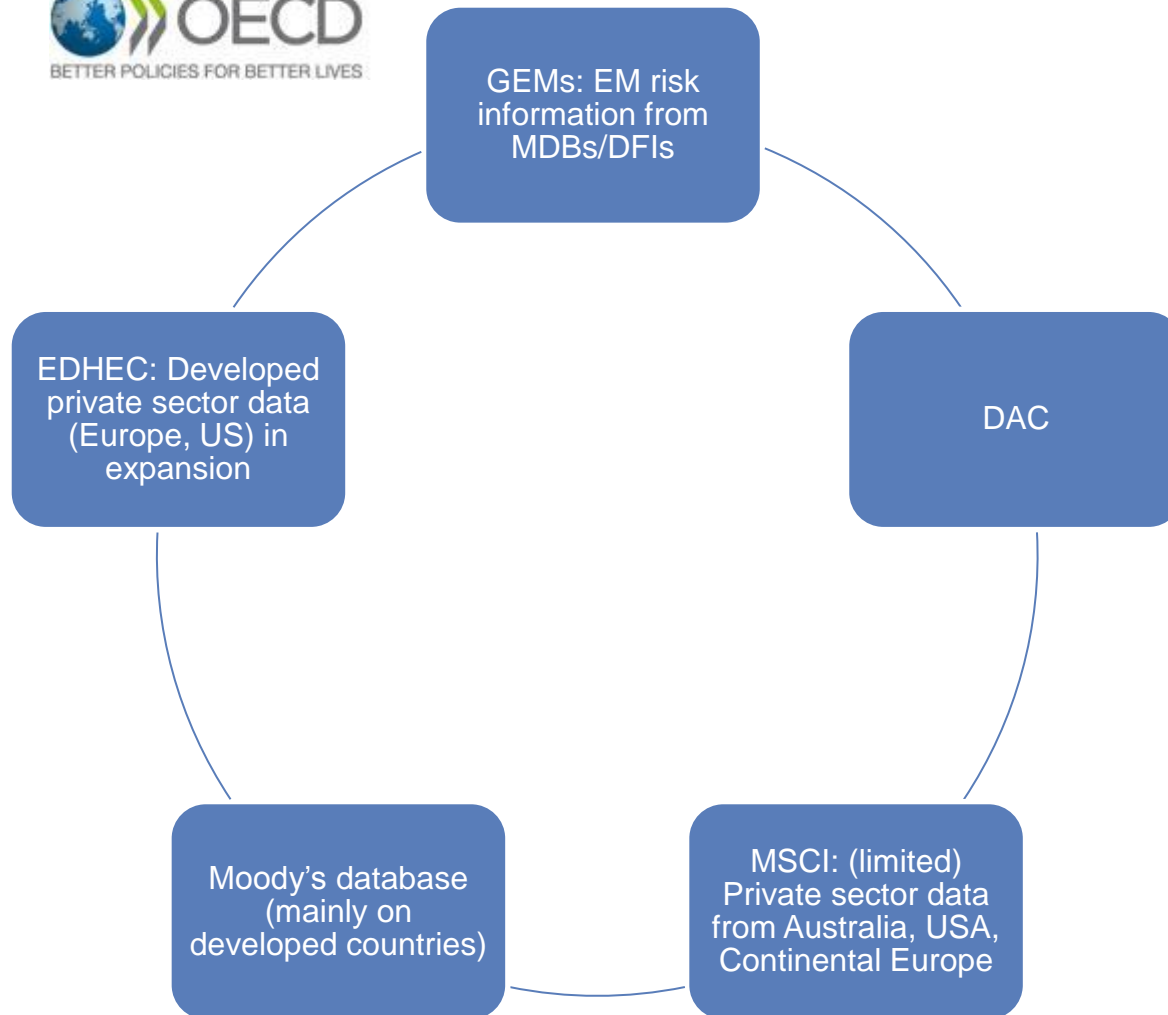 OECD
BETTER POLICIES FOR BETTER LIVES
GEMs: EM risk
information from
MDBs/DFIs
EDHEC: Developed
private sector data
(Europe, US) in
expansion
DAC
Moody’s database
(mainly on
developed countries)
MSCI: (limited)
Private sector data
from Australia, USA,
Continental Europe